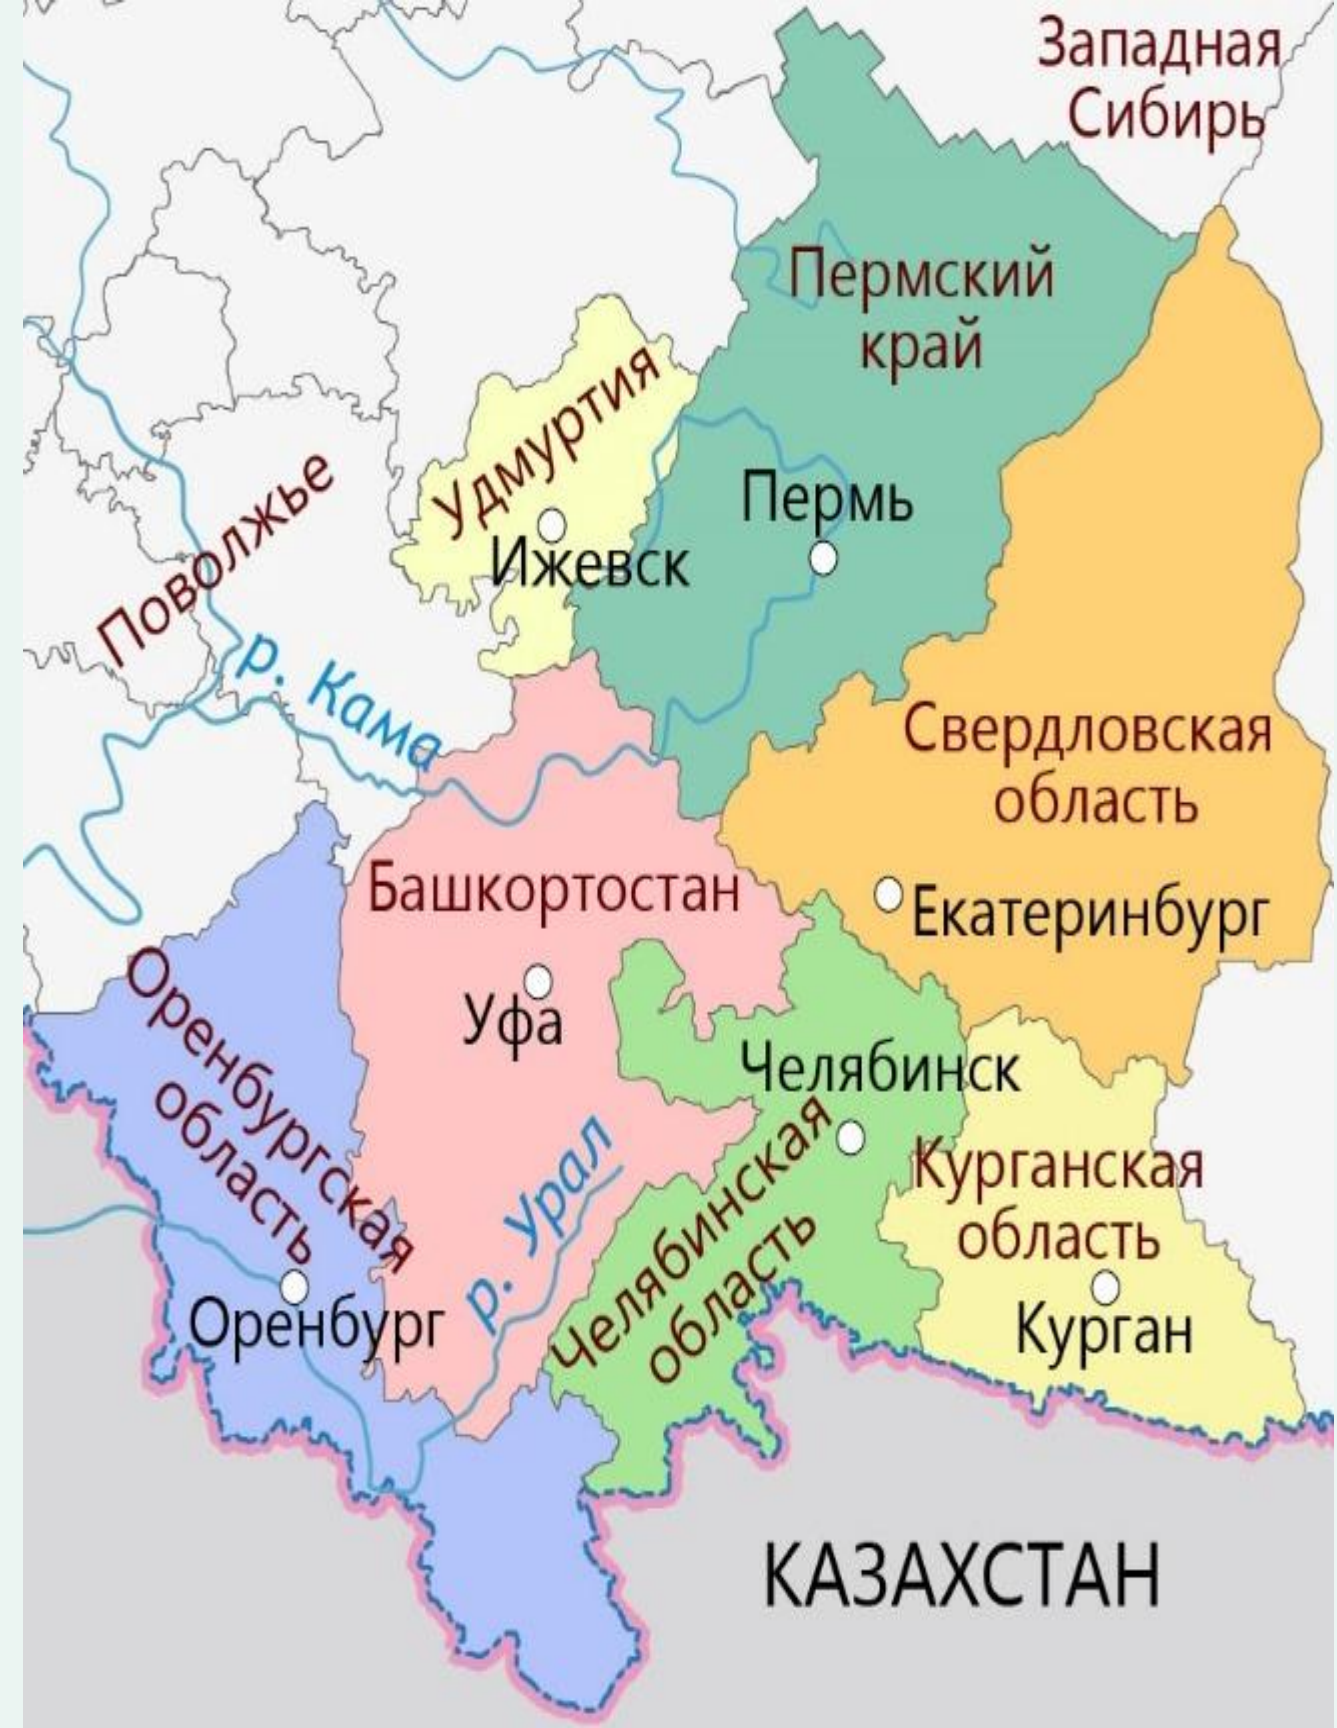 Западная
Сибирь
Пермский
край
Удмуртия
Поволжье
Пермь
Ижевск
р. Кама
Свердловская
область
Башкортостан
Екатеринбург
Оренбургская
область
Уфа
Челябинск
р. Урал
Челябинская
область
Курганская
область
Оренбург
Курган
КАЗАХСТАН